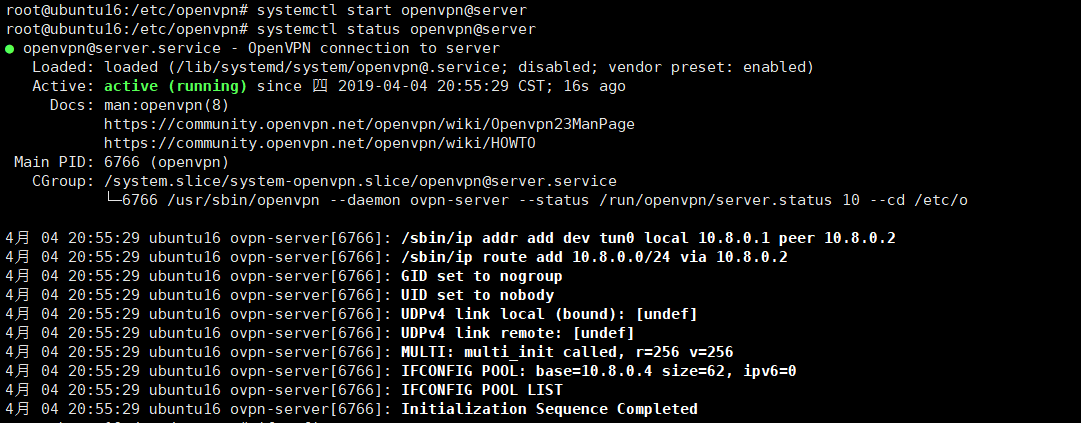 root@ubuntu16:/etc/openvpn# systemctl start openvpn@server
root@ubuntu16:/etc/openvpn# systemctl status openvpn@server
● openvpn@server.service - OpenVPN connection to server
   Loaded: loaded (/lib/systemd/system/openvpn@.service; disabled; vendor preset: enabled)
   Active: active (running) since 四 2019-04-04 20:55:29 CST; 16s ago
     Docs: man:openvpn(8)
           https://community.openvpn.net/openvpn/wiki/Openvpn23ManPage
           https://community.openvpn.net/openvpn/wiki/HOWTO
 Main PID: 6766 (openvpn)
   CGroup: /system.slice/system-openvpn.slice/openvpn@server.service
           └─6766 /usr/sbin/openvpn --daemon ovpn-server --status /run/openvpn/server.status 10 --cd /etc/o
4月 04 20:55:29 ubuntu16 ovpn-server[6766]: /sbin/ip addr add dev tun0 local 10.8.0.1 peer 10.8.0.2
4月 04 20:55:29 ubuntu16 ovpn-server[6766]: /sbin/ip route add 10.8.0.0/24 via 10.8.0.2
4月 04 20:55:29 ubuntu16 ovpn-server[6766]: GID set to nogroup
4月 04 20:55:29 ubuntu16 ovpn-server[6766]: UID set to nobody
4月 04 20:55:29 ubuntu16 ovpn-server[6766]: UDPv4 link local (bound): [undef]
4月 04 20:55:29 ubuntu16 ovpn-server[6766]: UDPv4 link remote: [undef]
4月 04 20:55:29 ubuntu16 ovpn-server[6766]: MULTI: multi_init called, r=256 v=256
4月 04 20:55:29 ubuntu16 ovpn-server[6766]: IFCONFIG POOL: base=10.8.0.4 size=62, ipv6=0
4月 04 20:55:29 ubuntu16 ovpn-server[6766]: IFCONFIG POOL LIST
4月 04 20:55:29 ubuntu16 ovpn-server[6766]: Initialization Sequence Completed